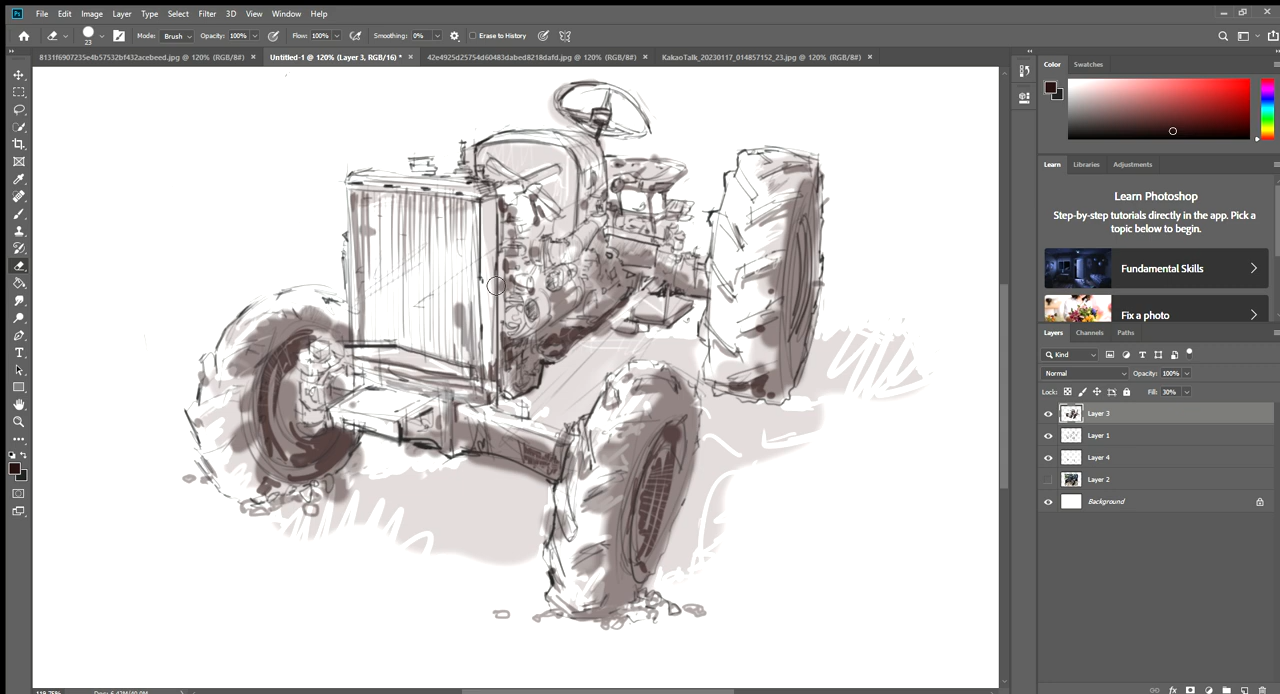 Ps File Edit Image Layer Type Select Filter 3D View Window Help
23 Mode: Brush Opacity: 100% Flow: 100% Smoothing: 0% Erase to History
8131f6907235e4b57532bf432acebeed.jpg @ 120% (RGB/8#) × Untitled-1 @ 120% (Layer 3, RGB/16) * × 42e4925d25754d60483dabed8218dafd.jpg @ 120% (RGB/8#) × KakaoTalk_20230117_014857152_23.jpg @ 120% (RGB/8#) ×
Color Swatches
Learn Libraries Adjustments
Learn Photoshop
Step-by-step tutorials directly in the app. Pick a
topic below to begin.
Fundamental Skills
Fix a photo
Layers Channels Paths
Kind
Normal Opacity: 100%
Lock: Fill: 30%
Layer 3
Layer 1
Layer 4
Layer 2
Background